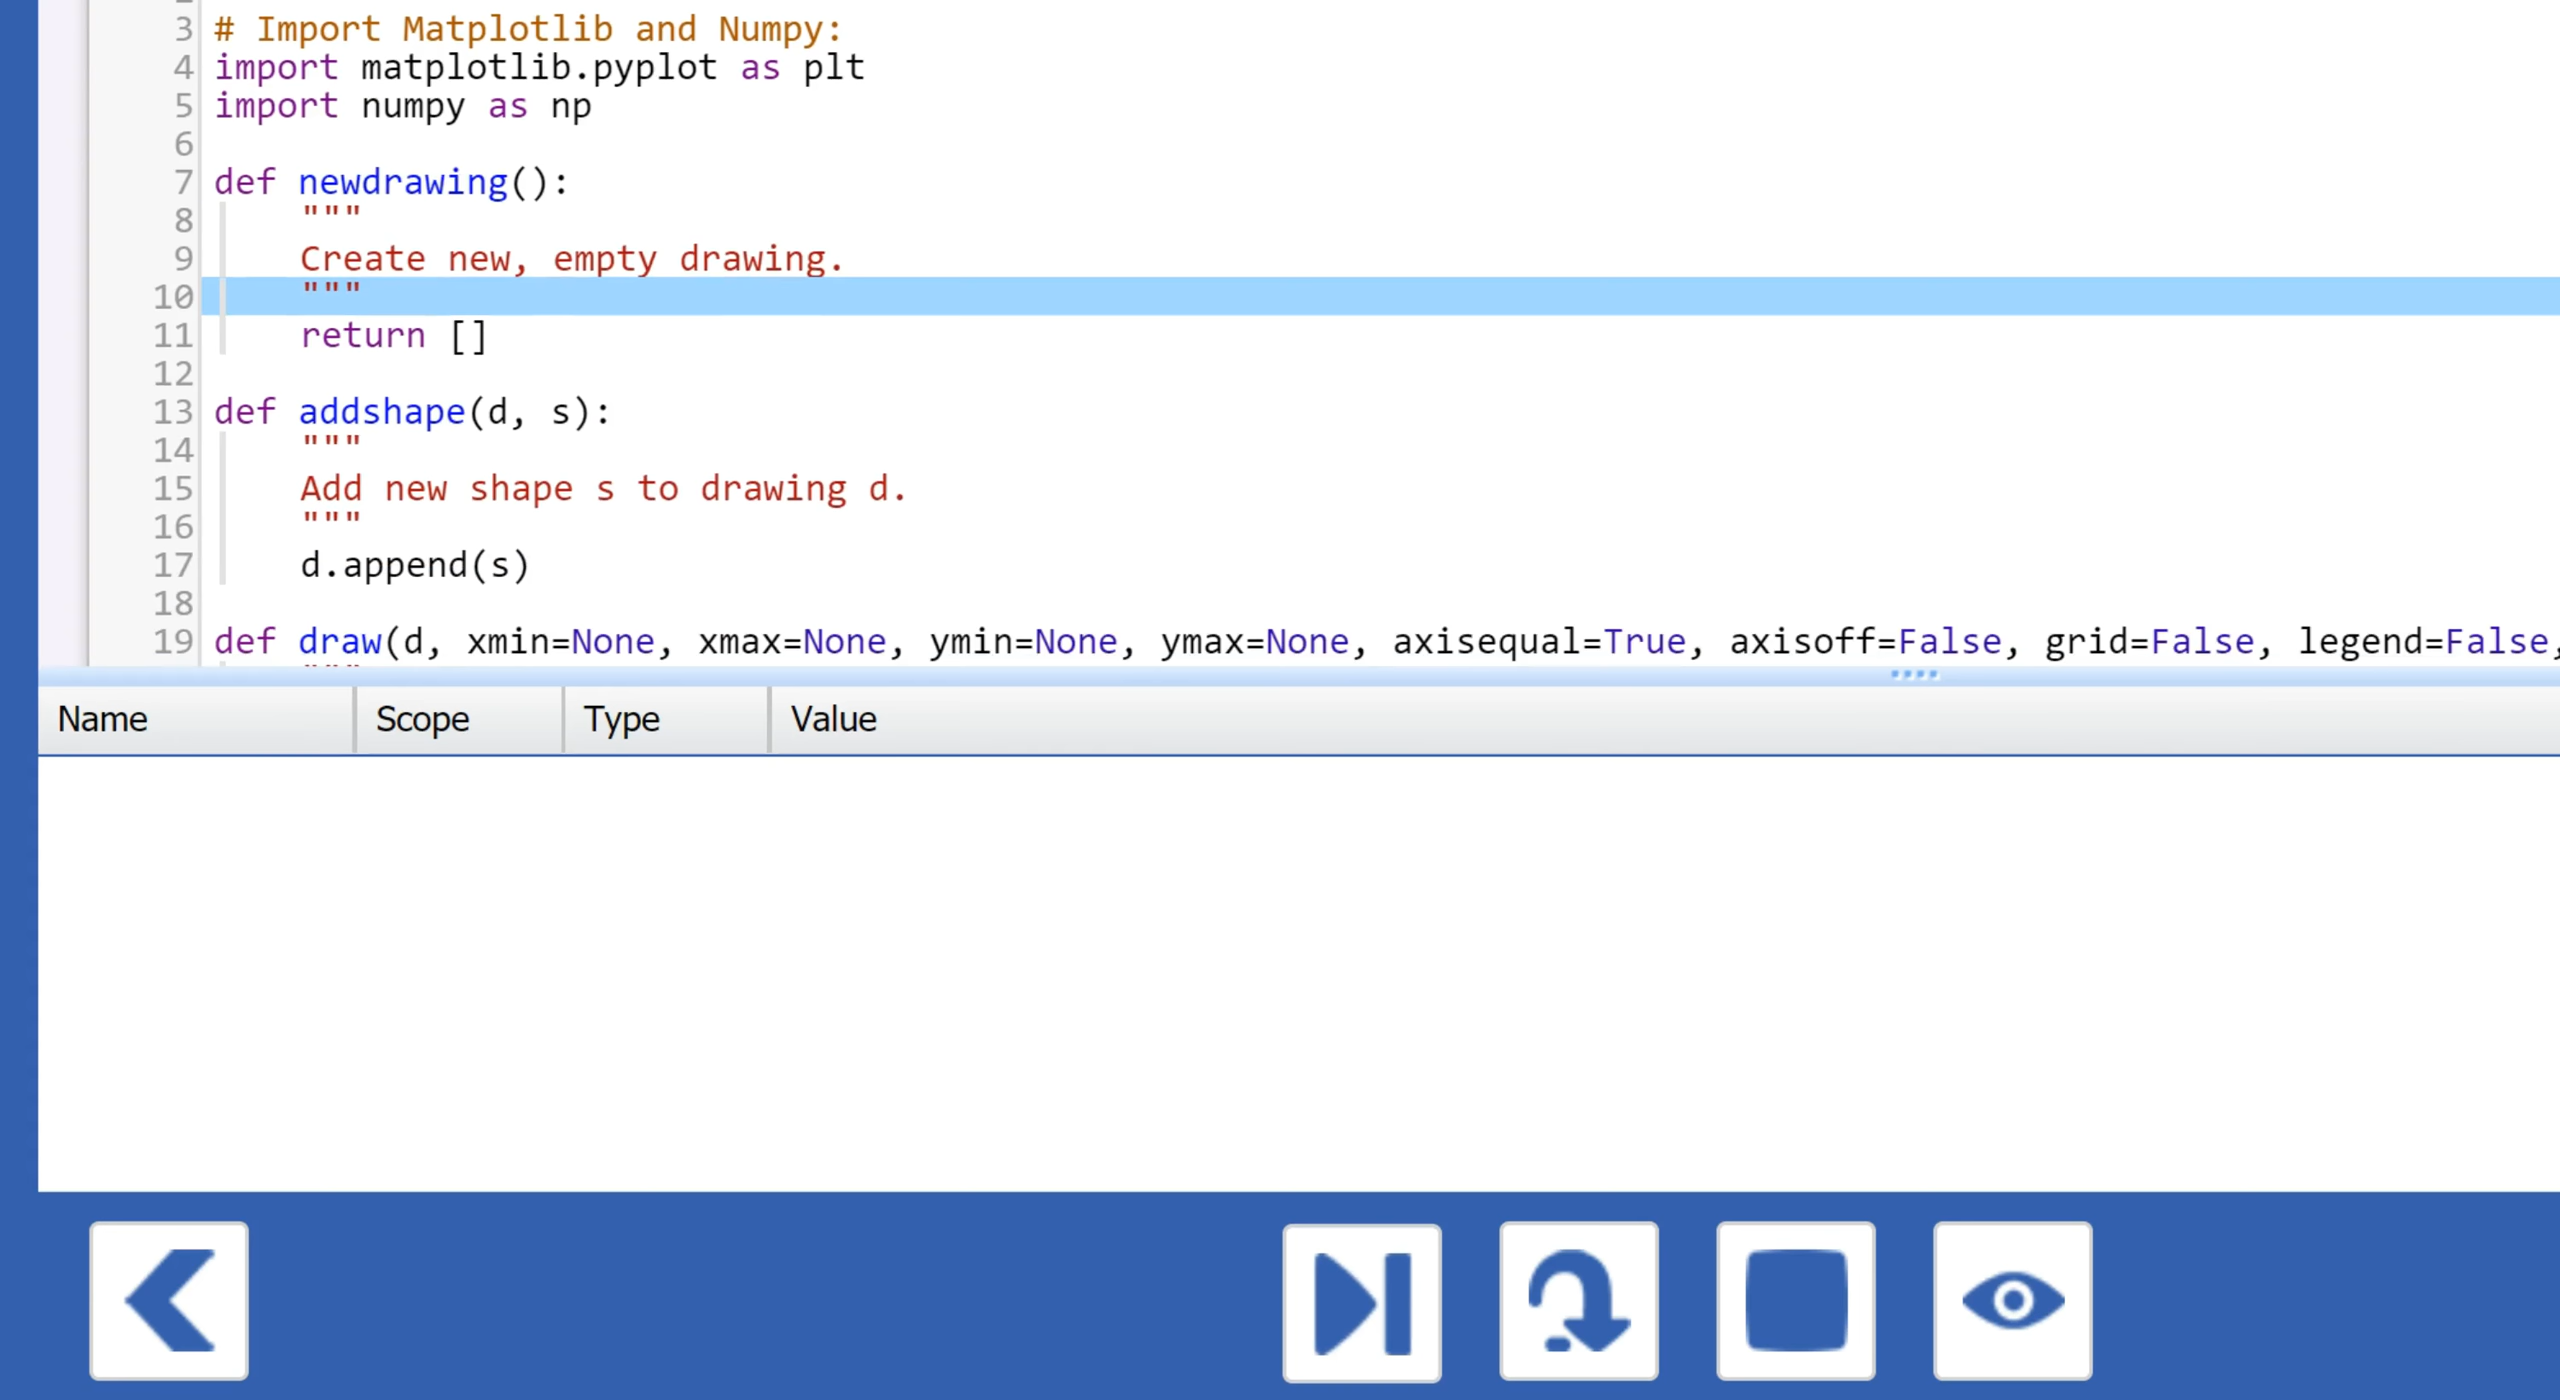 3 # Import Matplotlib and Numpy:
4 import matplotlib.pyplot as plt
5 import numpy as np
6
7 def newdrawing():
8     """
9     Create new, empty drawing.
10     """
11     return []
12
13 def addshape(d, s):
14     """
15     Add new shape s to drawing d.
16     """
17     d.append(s)
18
19 def draw(d, xmin=None, xmax=None, ymin=None, ymax=None, axisequal=True, axisoff=False, grid=False, legend=False,
Name Scope Type Value